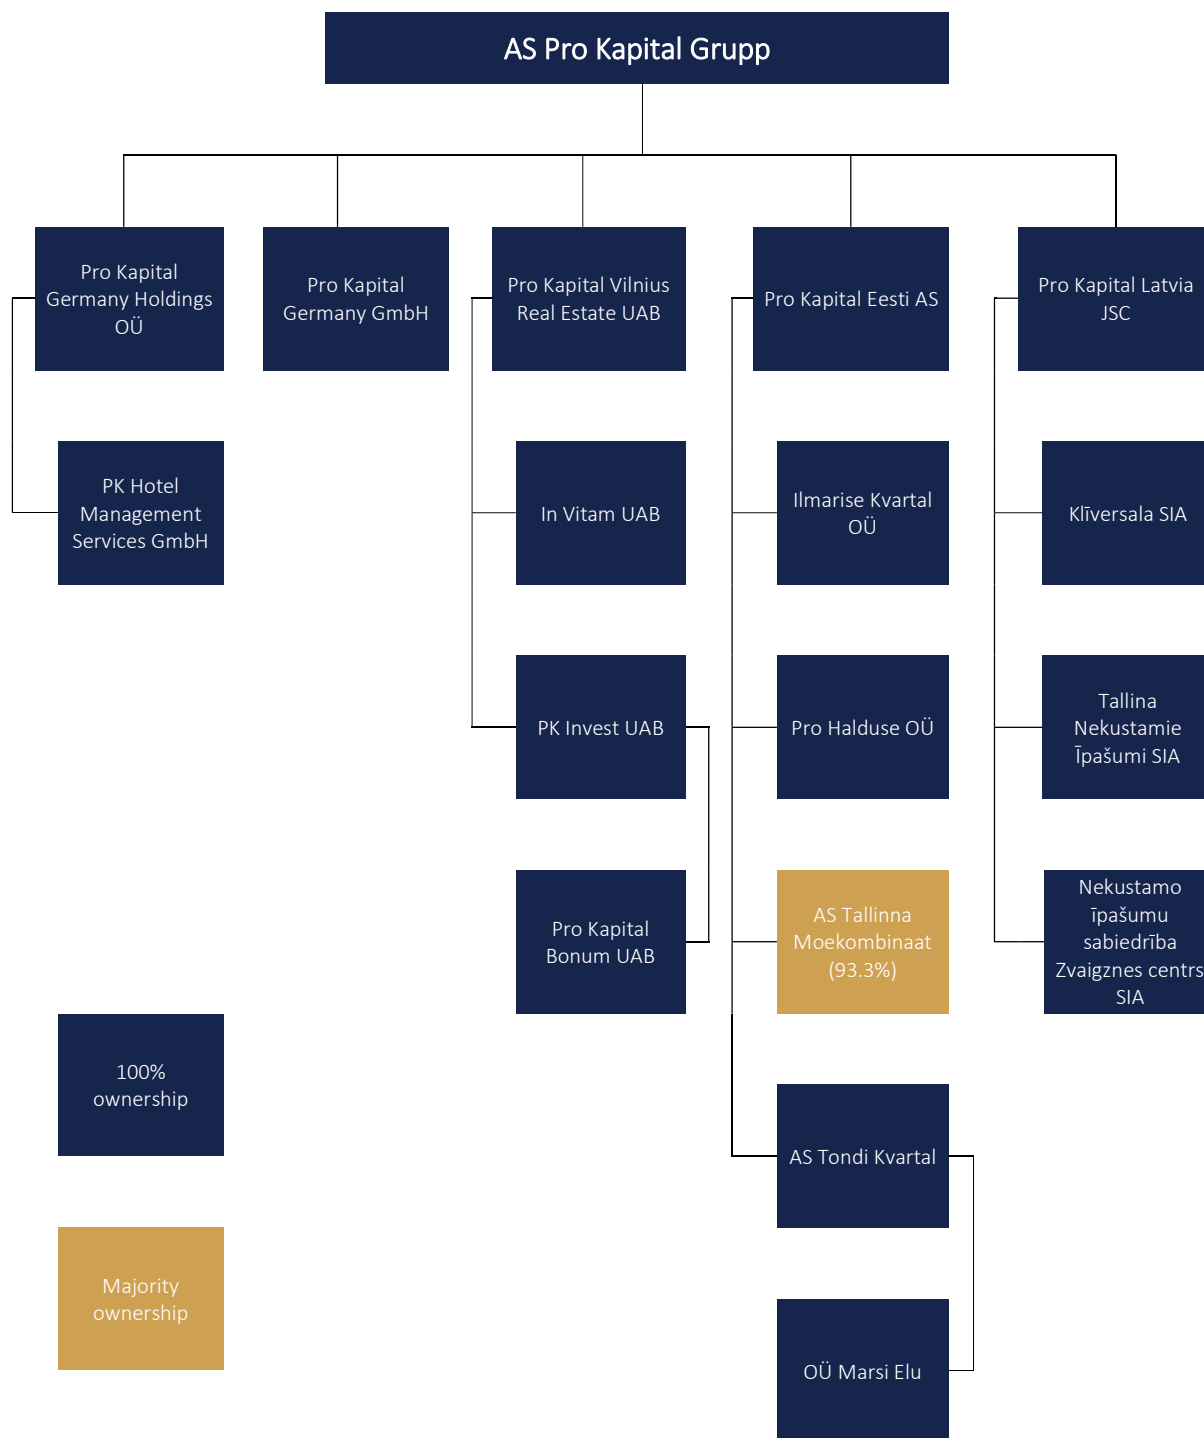 AS Pro Kapital Grupp
Pro Kapital
Germany Holdings
OÜ
Pro Kapital
Germany GmbH
Pro Kapital Vilnius
Real Estate UAB
Pro Kapital Eesti AS
Pro Kapital Latvia
JSC
PK Hotel
Management
Services GmbH
In Vitam UAB
Ilmarise Kvartal
OÜ
Klīversala SIA
PK Invest UAB
Pro Halduse OÜ
Tallina
Nekustamie
Īpašumi SIA
Pro Kapital
Bonum UAB
AS Tallinna
Moekombinaat
(93.3%)
Nekustamo
īpašumu
sabiedrība
Zvaigznes centrs
SIA
100%
ownership
AS Tondi Kvartal
Majority
ownership
OÜ Marsi Elu